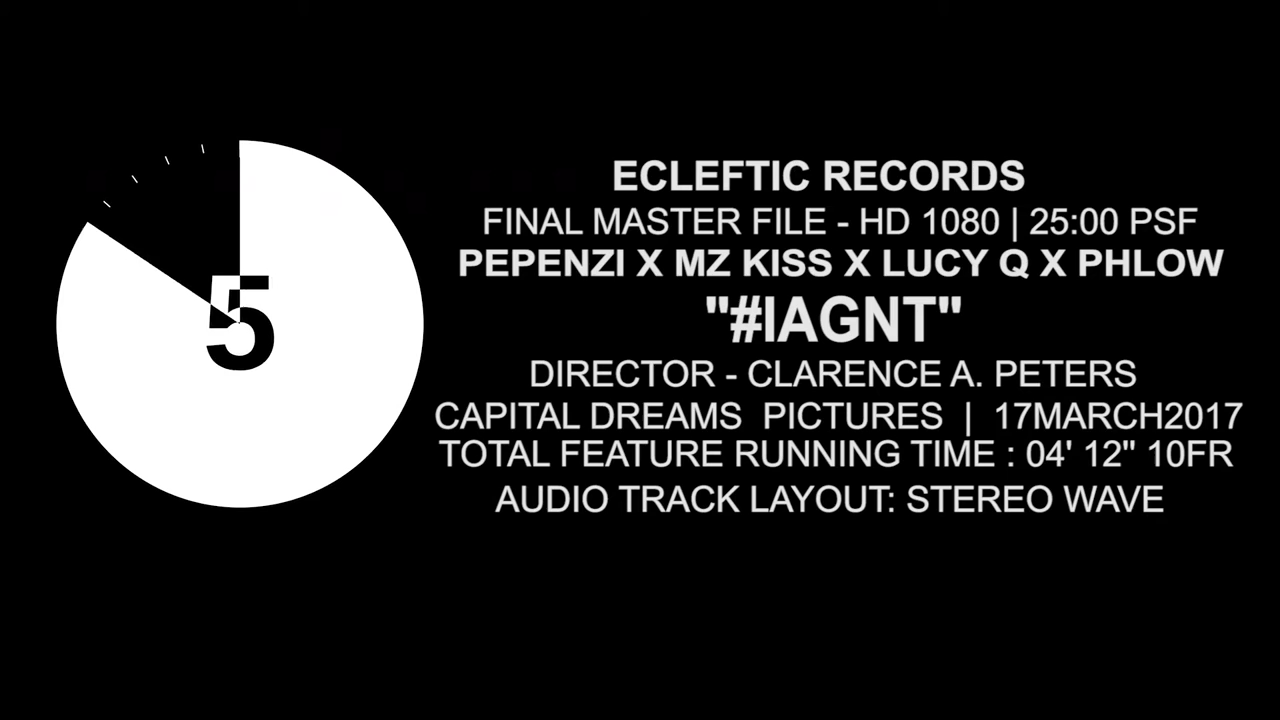 5
ECLEFTIC RECORDS
FINAL MASTER FILE - HD 1080 | 25:00 PSF
PEPENZI X MZ KISS X LUCY Q X PHLOW
"#IAGNT"
DIRECTOR - CLARENCE A. PETERS
CAPITAL DREAMS  PICTURES  |  17MARCH2017
TOTAL FEATURE RUNNING TIME : 04' 12" 10FR
AUDIO TRACK LAYOUT: STEREO WAVE